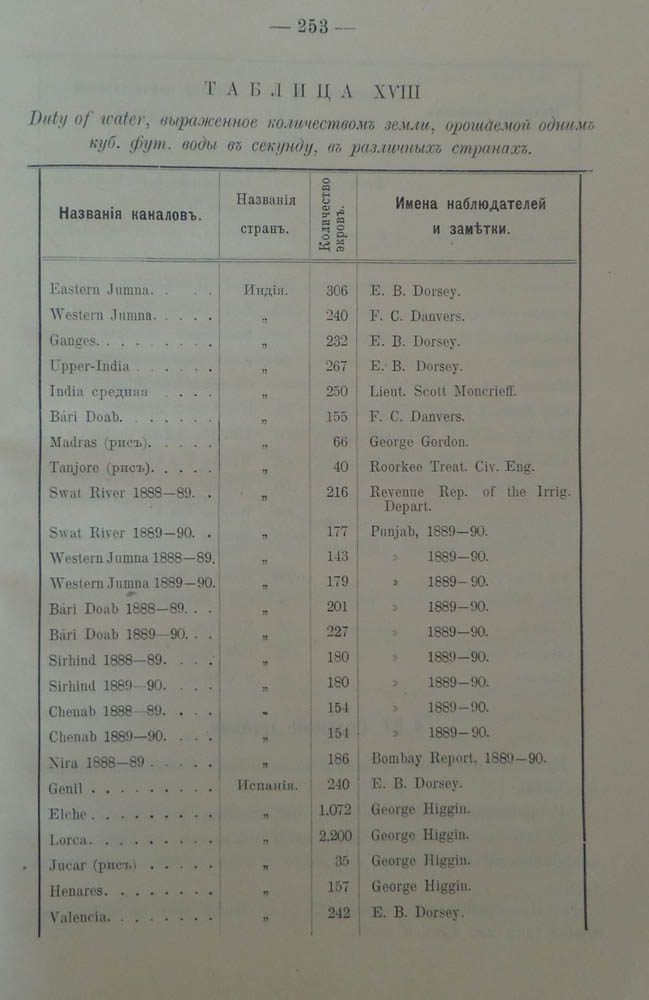 — 253 —
ТАБЛИЦА XVIII
Duty of water, выраженное количествомъ земли, орошаемой однимъ
куб. фут. воды въ секунду, въ различныхъ странахъ.
Названія каналовъ. Названія стран. Количество экровъ. Имена наблюдателей и замѣтки.
Eastern Jumna. . . . Индія. 306 E. B. Dorsey.
Western Jumna. . . . . „ 240 F. C. Danvers.
Ganges. . . . . . . . „ 232 E. B. Dorsey.
Upper-India . . . . . . „ 267 E. B. Dorsey.
India средняя . . . . „ 250 Lieut. Scott Moncrieff.
Bári Doab. . . . . . . „ 155 F. C. Danvers.
Madras (рисъ). . . . . „ 66 George Gordon.
Tanjore (рисъ). . . . . „ 40 Roorkee Treat. Civ. Eng.
Swat River 1888—89. . „ 216 Revenue Rep. of the Irrig.
Depart.
Swat River 1889—90. . „ 177 Punjab, 1889—90.
Western Jumna 1888—89. „ 143 » 1889—90.
Western Jumna 1889—90. „ 179 » 1889—90.
Bári Doab 1888—89. . . „ 201 » 1889—90.
Bári Doab 1889—90. . . „ 227 » 1889—90.
Sirhind 1888—89. . . . „ 180 » 1889—90.
Sirhind 1889—90. . . . „ 180 » 1889—90.
Chenab 1888—89. . . . „ 154 » 1889—90.
Chenab 1889—90. . . . „ 154 » 1889—90.
Nira 1888—89 . . . . . „ 186 Bombay Report, 1889—90.
Genil . . . . . . . . . Испанія. 240 E. B. Dorsey.
Elche . . . . . . . . . „ 1.072 George Higgin.
Lorca. . . . . . . . . „ 2.200 George Higgin.
Jucar (рисъ) . . . . . „ 35 George Higgin.
Henares. . . . . . . . „ 157 George Higgin.
Valencia. . . . . . . . „ 242 E. B. Dorsey.